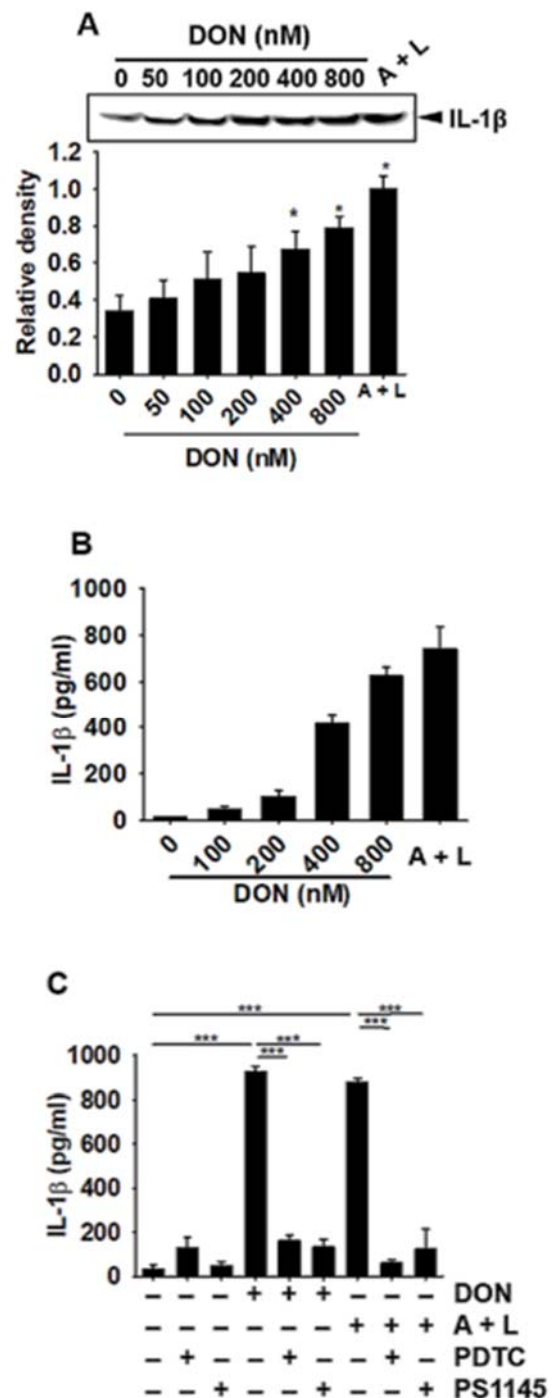 A
DON (nM)
0 50 100 200 400 800 A + L
IL-1β
1.2
1.0
0.8
0.6
0.4
0.2
0.0
Relative density
* * *
0 50 100 200 400 800 A + L
DON (nM)
B
1000
800
600
400
200
0
IL-1β (pg/ml)
0 100 200 400 800 A + L
DON (nM)
C
*** ***
***
*** ***
***
1000
800
600
400
200
0
IL-1β (pg/ml)
– – – + + + – – – DON
– – – – – – + + + A + L
– + – – + – – + – PDTC
– – + – – + – – + PS1145